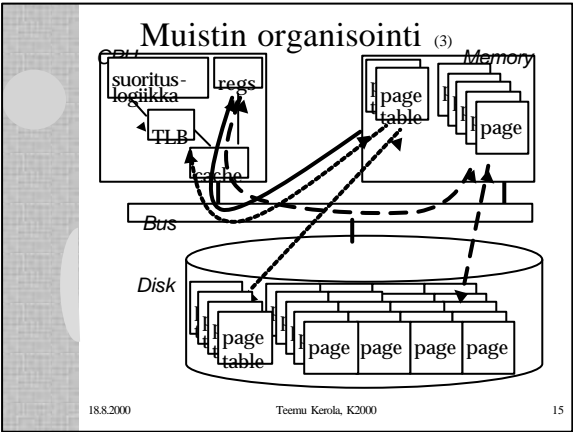 Muistin organisointi (3)
CPU
Memory
suoritus-
logiikka
regs
TLB
cache
page
table
page
Bus
Disk
page
table
page page page page
18.8.2000 Teemu Kerola, K2000 15